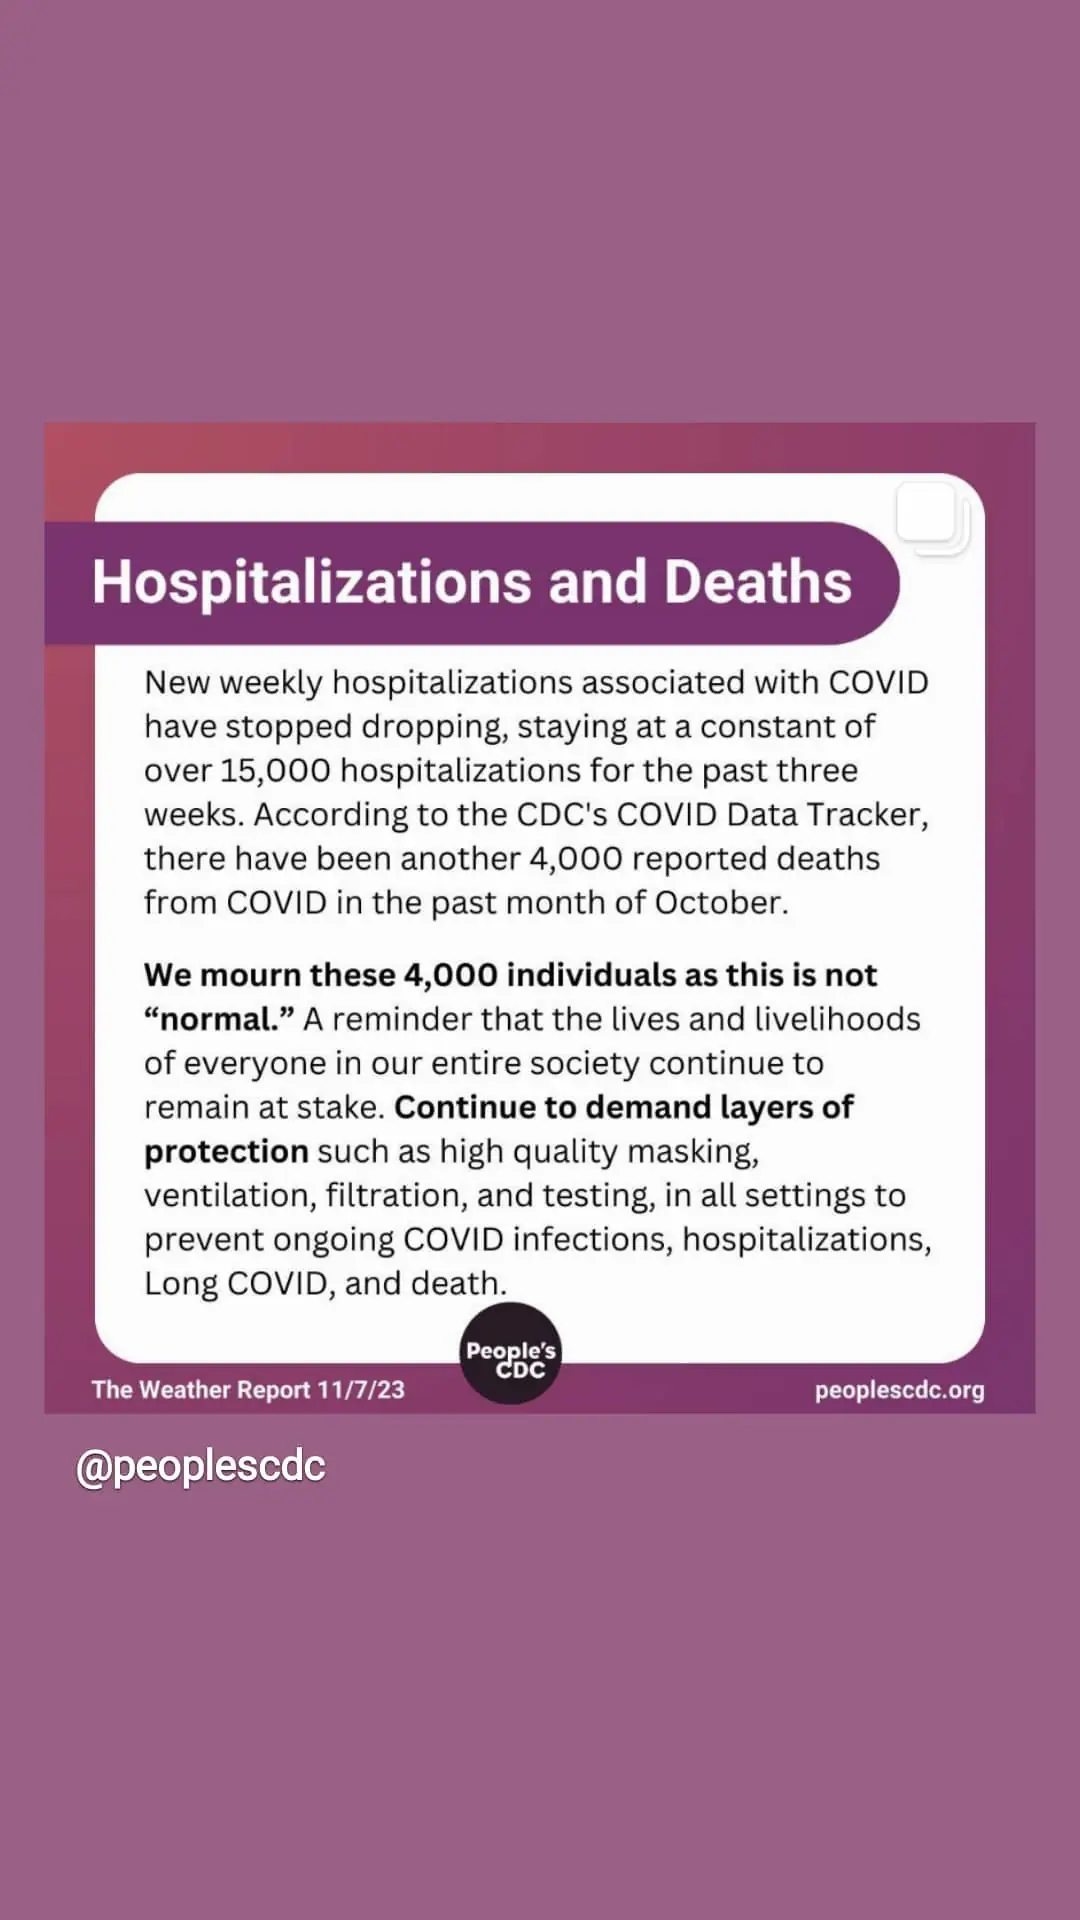 Hospitalizations and Deaths
New weekly hospitalizations associated with COVID
have stopped dropping, staying at a constant of
over 15,000 hospitalizations for the past three
weeks. According to the CDC's COVID Data Tracker,
there have been another 4,000 reported deaths
from COVID in the past month of October.
We mourn these 4,000 individuals as this is not
“normal.” A reminder that the lives and livelihoods
of everyone in our entire society continue to
remain at stake. Continue to demand layers of
protection such as high quality masking,
ventilation, filtration, and testing, in all settings to
prevent ongoing COVID infections, hospitalizations,
Long COVID, and death.
People's
CDC
The Weather Report 11/7/23
peoplescdc.org
@peoplescdc